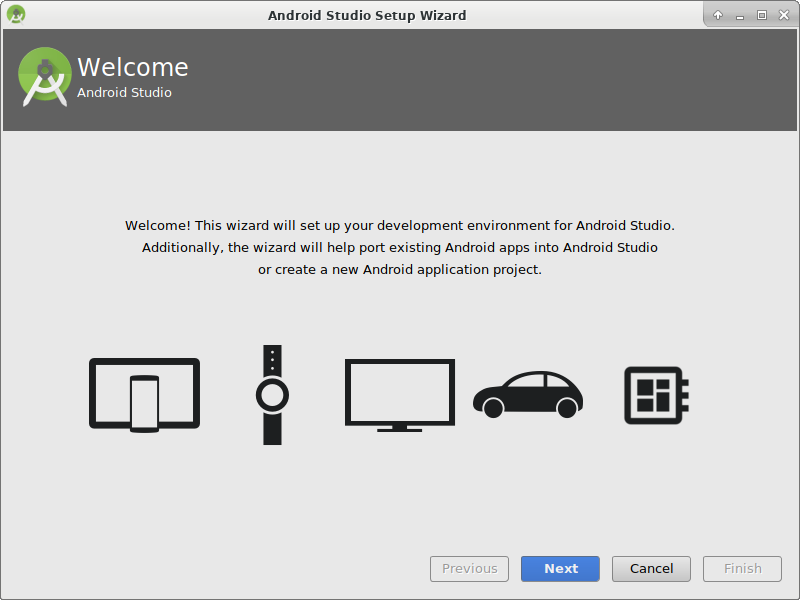 Android Studio Setup Wizard
Welcome
Android Studio
Welcome! This wizard will set up your development environment for Android Studio.
Additionally, the wizard will help port existing Android apps into Android Studio
or create a new Android application project.
Previous
Next
Cancel
Finish